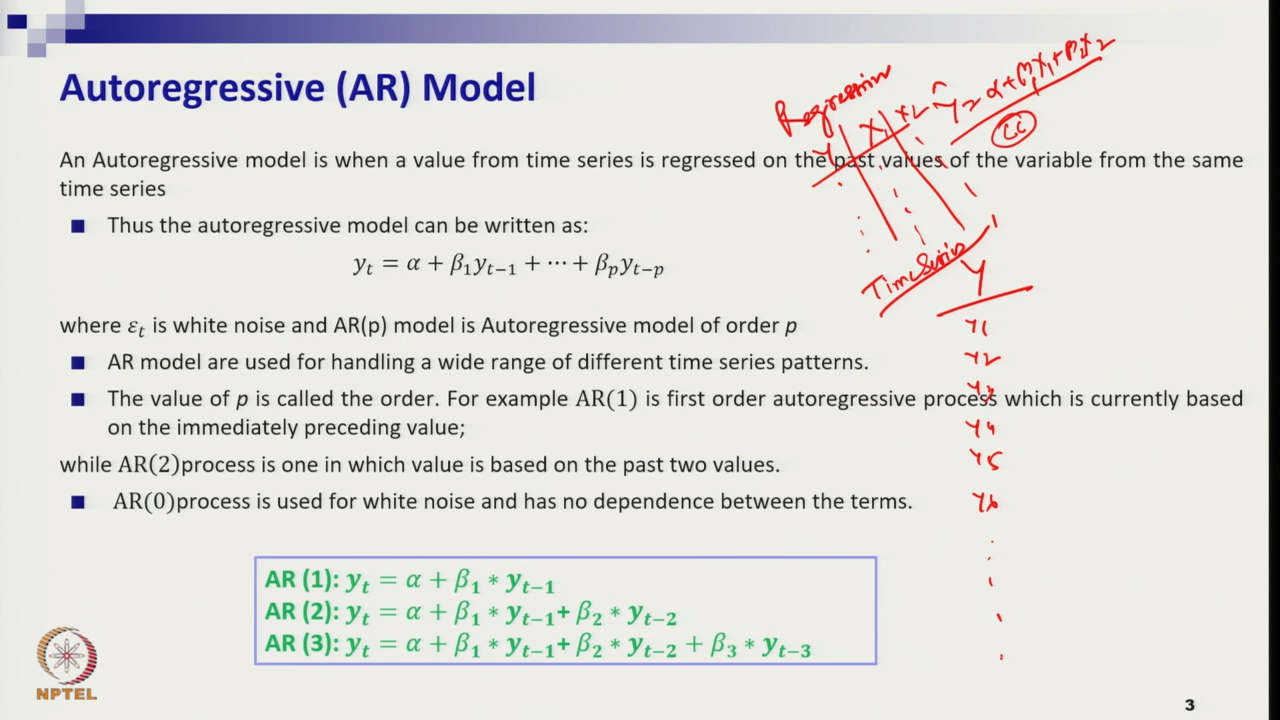 Autoregressive (AR) Model
An Autoregressive model is when a value from time series is regressed on the past values of the variable from the same
time series
Thus the autoregressive model can be written as:
yₜ = α + β₁yₜ₋₁ + ⋯ + βₚyₜ₋ₚ
where εₜ is white noise and AR(p) model is Autoregressive model of order p
AR model are used for handling a wide range of different time series patterns.
The value of p is called the order. For example AR(1) is first order autoregressive process which is currently based
on the immediately preceding value;
while AR(2)process is one in which value is based on the past two values.
AR(0)process is used for white noise and has no dependence between the terms.
AR (1): yₜ = α + β₁ * yₜ₋₁
AR (2): yₜ = α + β₁ * yₜ₋₁+ β₂ * yₜ₋₂
AR (3): yₜ = α + β₁ * yₜ₋₁+ β₂ * yₜ₋₂ + β₃ * yₜ₋₃
Regression
Y X₁ X₂ Ŷ = α+β₁X₁+β₂X₂
Time Series
Y
Y1
Y2
Y3
Y4
Y5
Y6
NPTEL
3